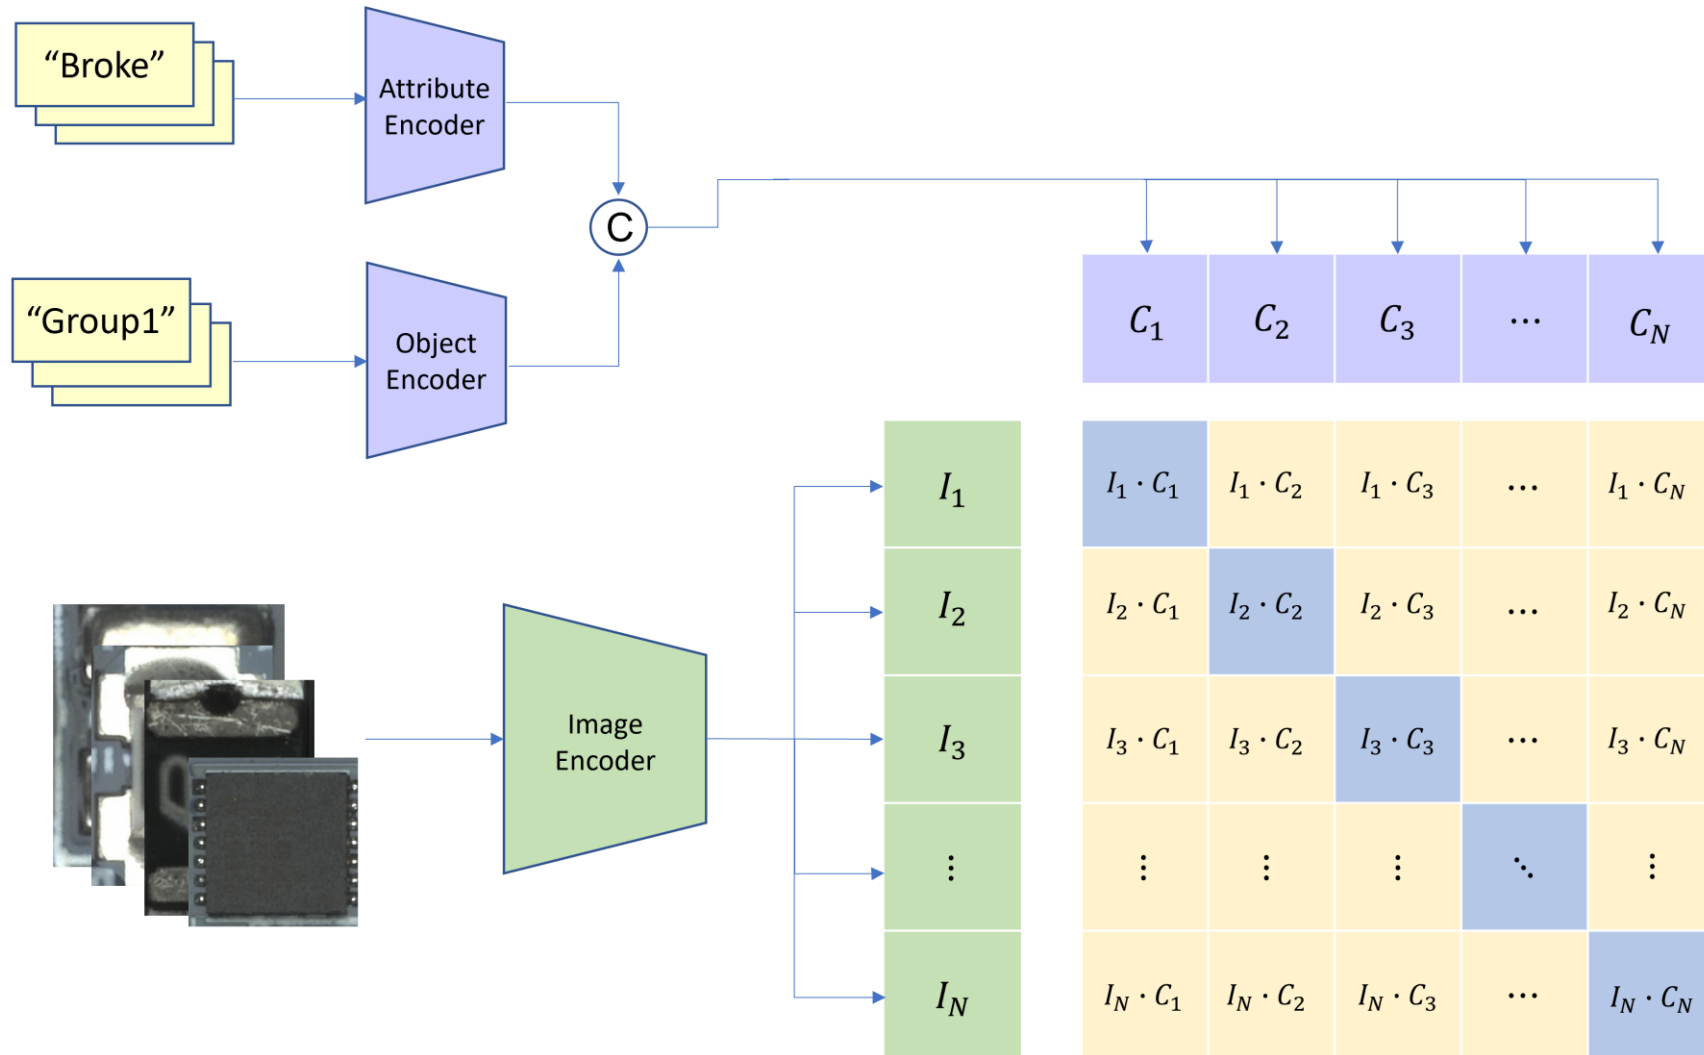 “Broke”
Attribute
Encoder
C
“Group1”
Object
Encoder
C₁ C₂ C₃ ⋯ C_N
I₁ I₁ · C₁ I₁ · C₂ I₁ · C₃ ⋯ I₁ · C_N
I₂ I₂ · C₁ I₂ · C₂ I₂ · C₃ ⋯ I₂ · C_N
Image
Encoder
I₃ I₃ · C₁ I₃ · C₂ I₃ · C₃ ⋯ I₃ · C_N
⋮ ⋮ ⋮ ⋮ ⋱ ⋮
I_N I_N · C₁ I_N · C₂ I_N · C₃ ⋯ I_N · C_N